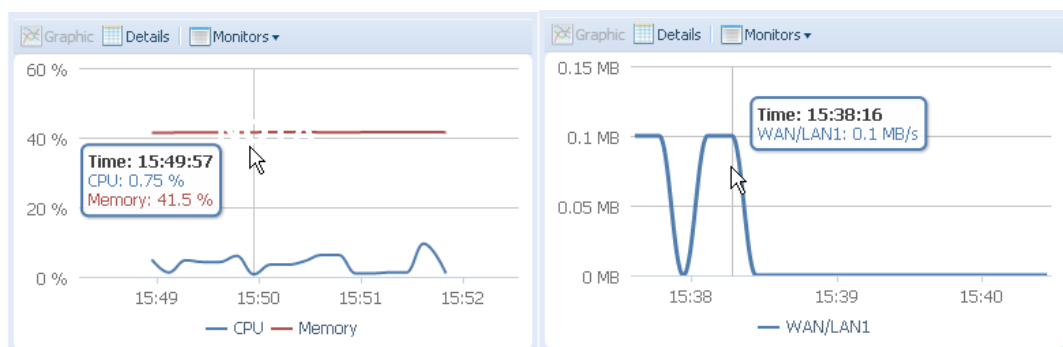 Graphic Details Monitors
60 %
40 %
20 %
0 %
Time: 15:49:57
CPU: 0.75 %
Memory: 41.5 %
15:49 15:50 15:51 15:52
CPU Memory
Graphic Details Monitors
0.15 MB
0.1 MB
0.05 MB
0 MB
Time: 15:38:16
WAN/LAN1: 0.1 MB/s
15:38 15:39 15:40
WAN/LAN1